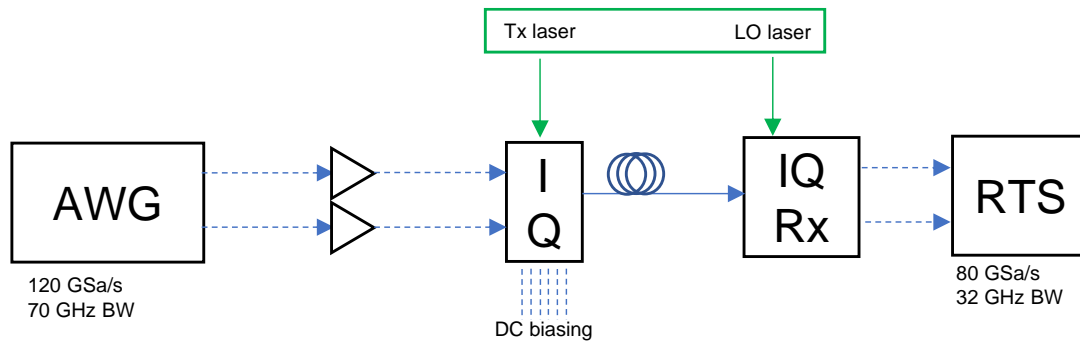 Tx laser
LO laser
AWG
I
Q
IQ
Rx
RTS
120 GSa/s
70 GHz BW
80 GSa/s
32 GHz BW
DC biasing